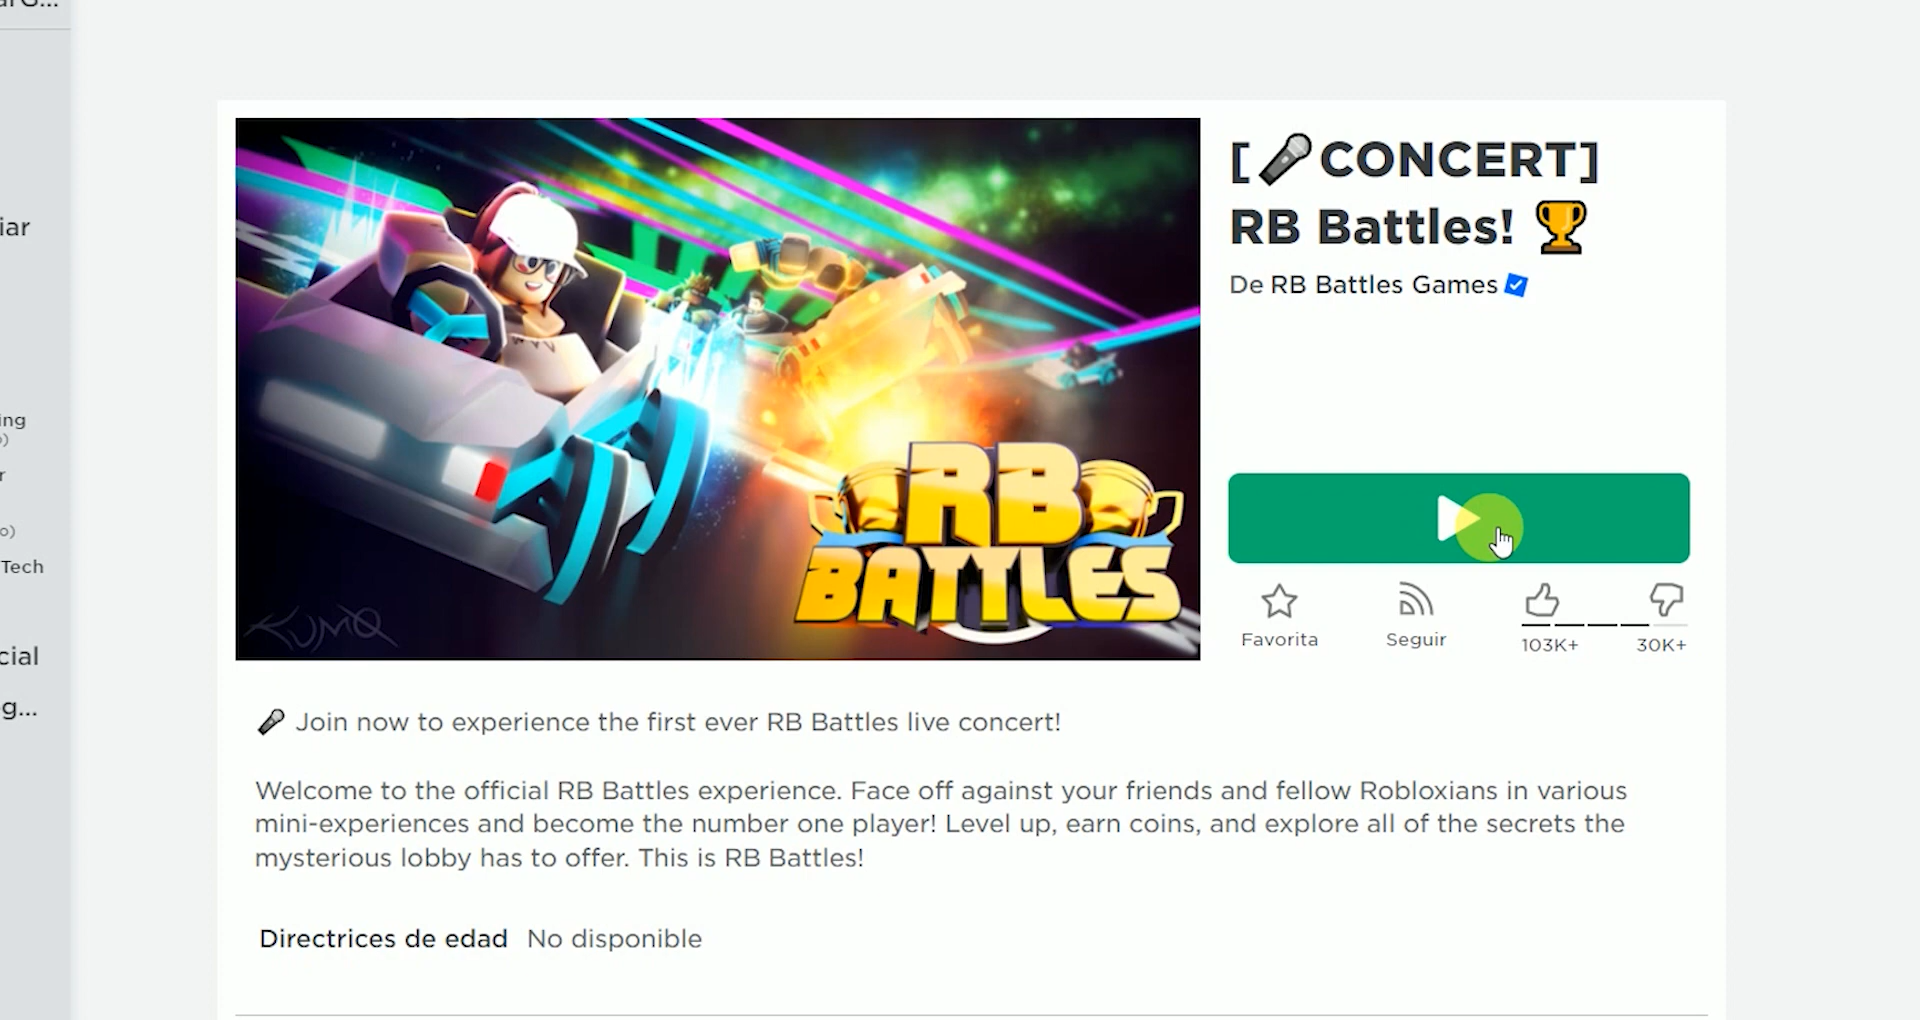 [🎤CONCERT]
RB Battles! 🏆
De RB Battles Games
RB
BATTLES
KUMO
Favorita
Seguir
103K+
30K+
🎤 Join now to experience the first ever RB Battles live concert!
Welcome to the official RB Battles experience. Face off against your friends and fellow Robloxians in various
mini-experiences and become the number one player! Level up, earn coins, and explore all of the secrets the
mysterious lobby has to offer. This is RB Battles!
Directrices de edad No disponible
iar
ing
r
o)
Tech
cial
g...